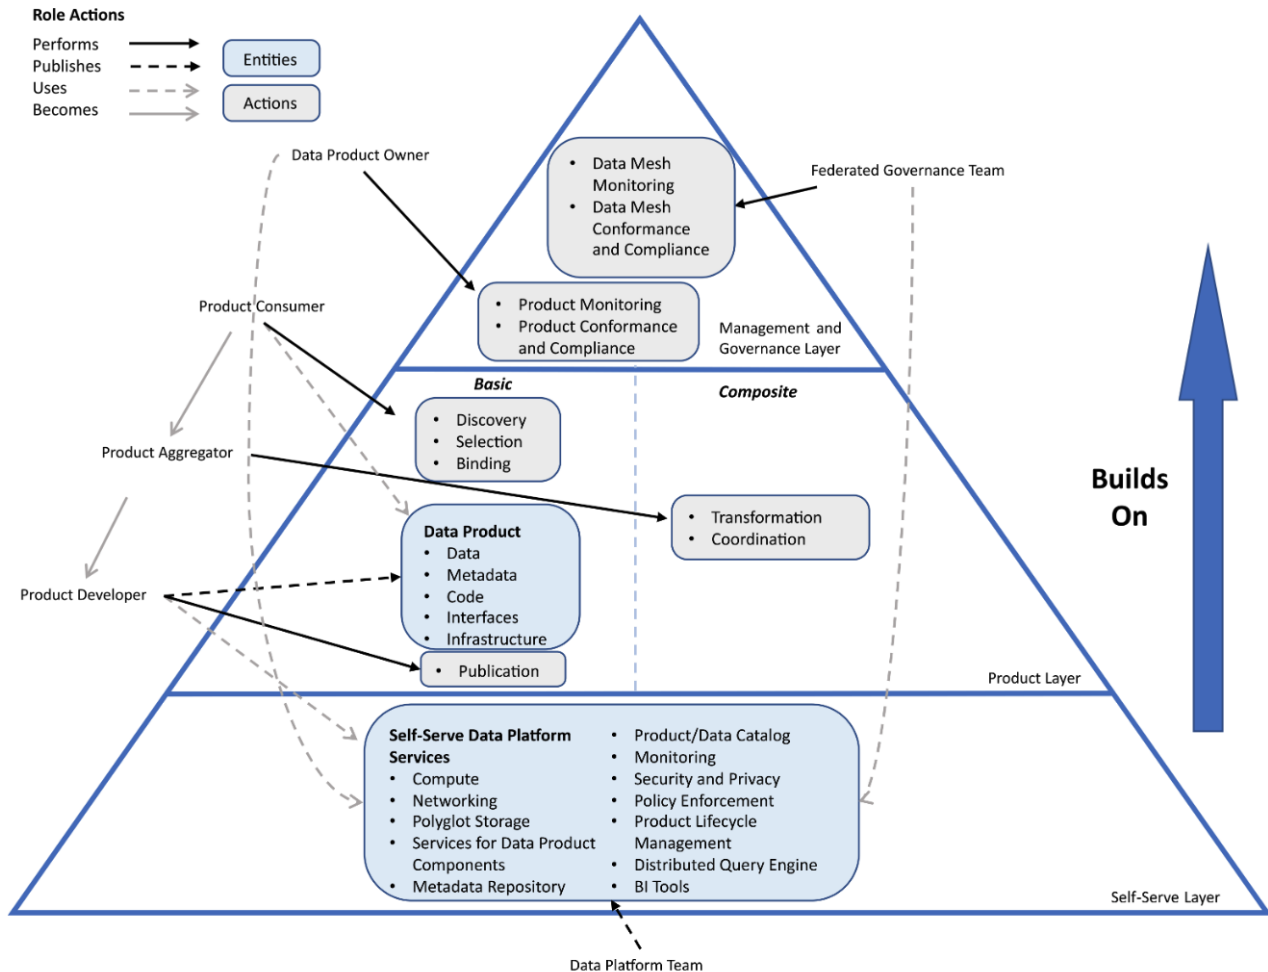 Role Actions
Performs
Publishes
Uses
Becomes
Entities
Actions
Data Product Owner
Federated Governance Team
• Data Mesh
Monitoring
• Data Mesh
Conformance
and Compliance
Product Consumer
• Product Monitoring
• Product Conformance
and Compliance
Management and
Governance Layer
Basic
Composite
• Discovery
• Selection
• Binding
Product Aggregator
Builds
On
• Transformation
• Coordination
Data Product
• Data
• Metadata
• Code
• Interfaces
• Infrastructure
Product Developer
• Publication
Product Layer
Self-Serve Data Platform
Services
• Compute
• Networking
• Polyglot Storage
• Services for Data Product
Components
• Metadata Repository
• Product/Data Catalog
• Monitoring
• Security and Privacy
• Policy Enforcement
• Product Lifecycle
Management
• Distributed Query Engine
• BI Tools
Self-Serve Layer
Data Platform Team